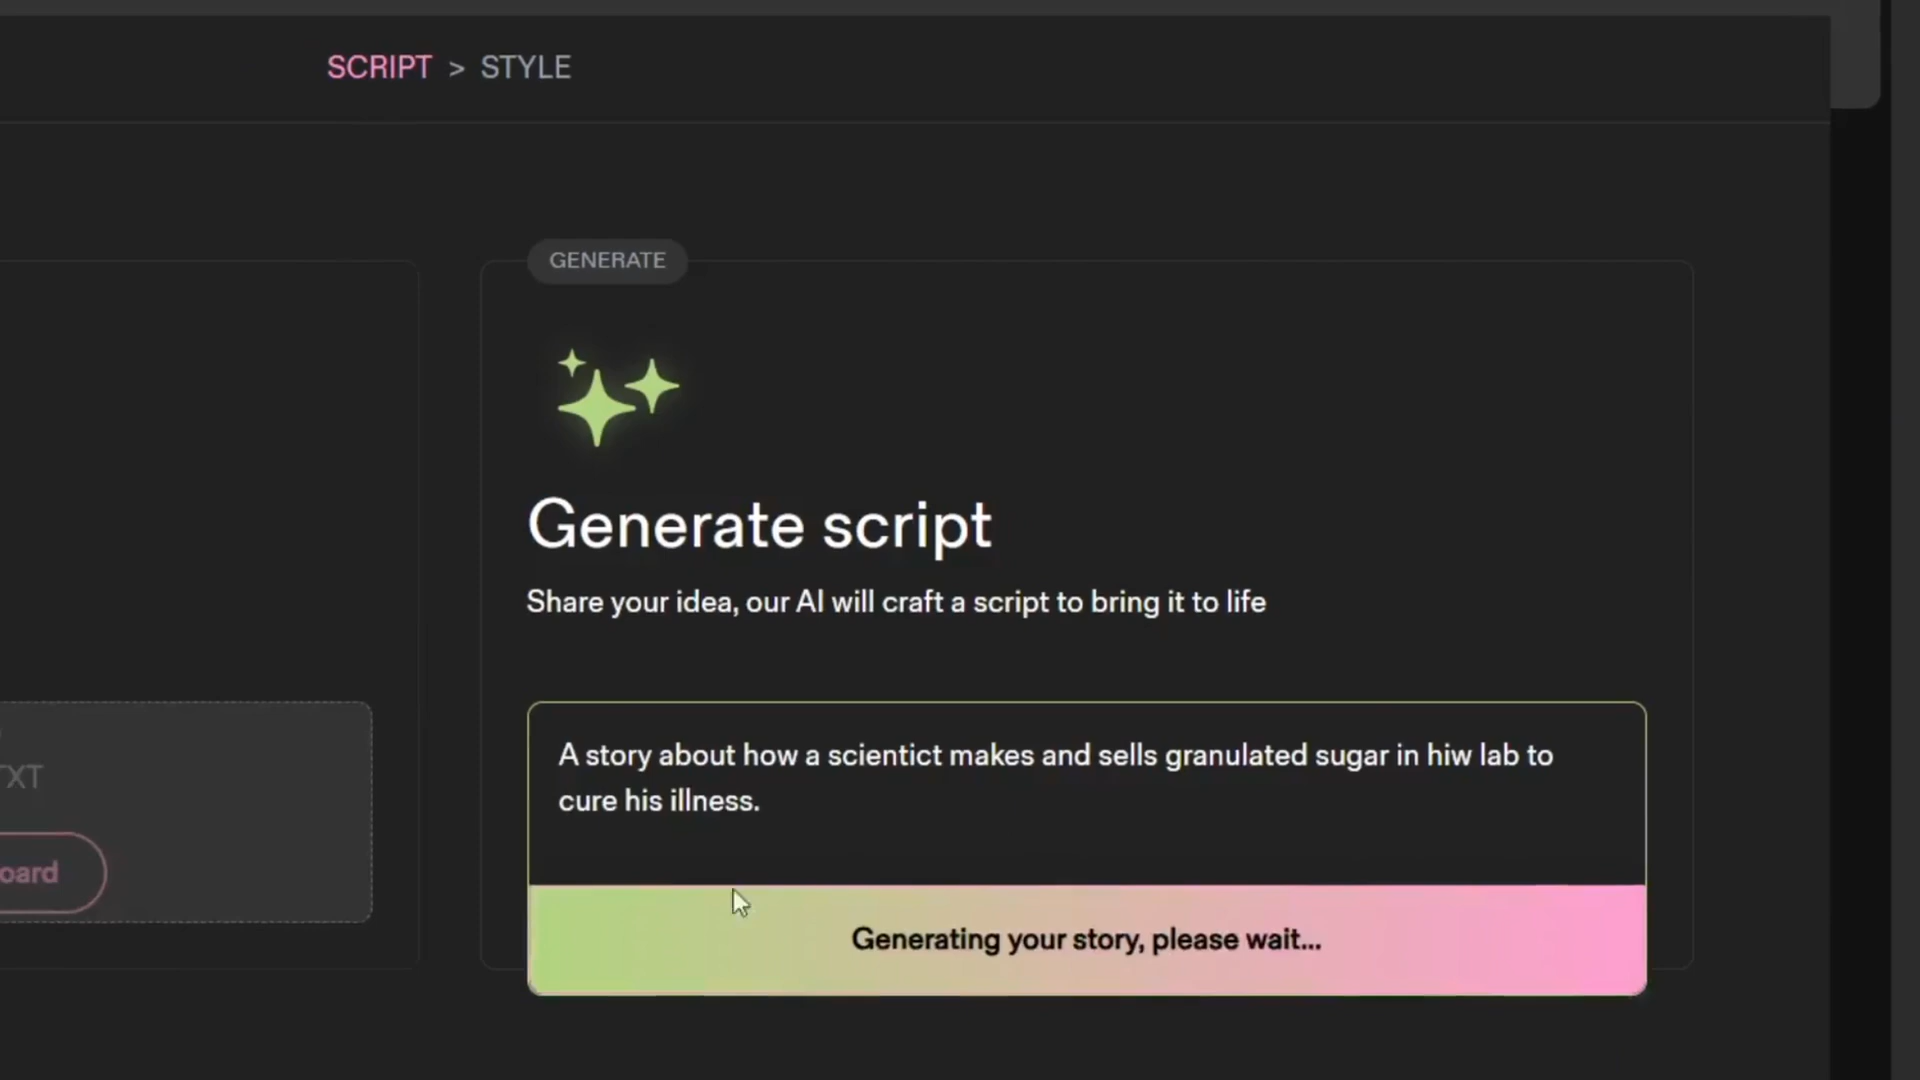 SCRIPT > STYLE
GENERATE
Generate script
Share your idea, our AI will craft a script to bring it to life
A story about how a scientict makes and sells granulated sugar in hiw lab to
cure his illness.
TXT
oard
Generating your story, please wait...